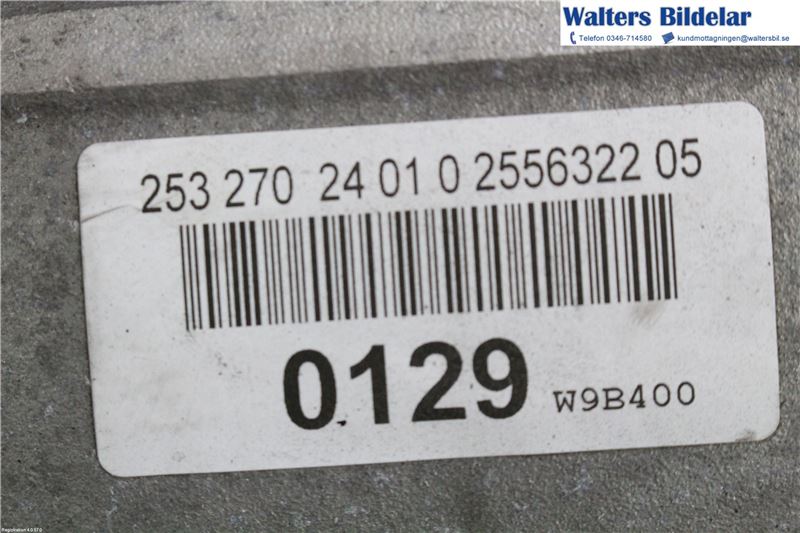 Walters Bildelar
Telefon 0346-714580 kundmottagningen@waltersbil.se
253 270 24 01 0 2556322 05
0129 W9B400